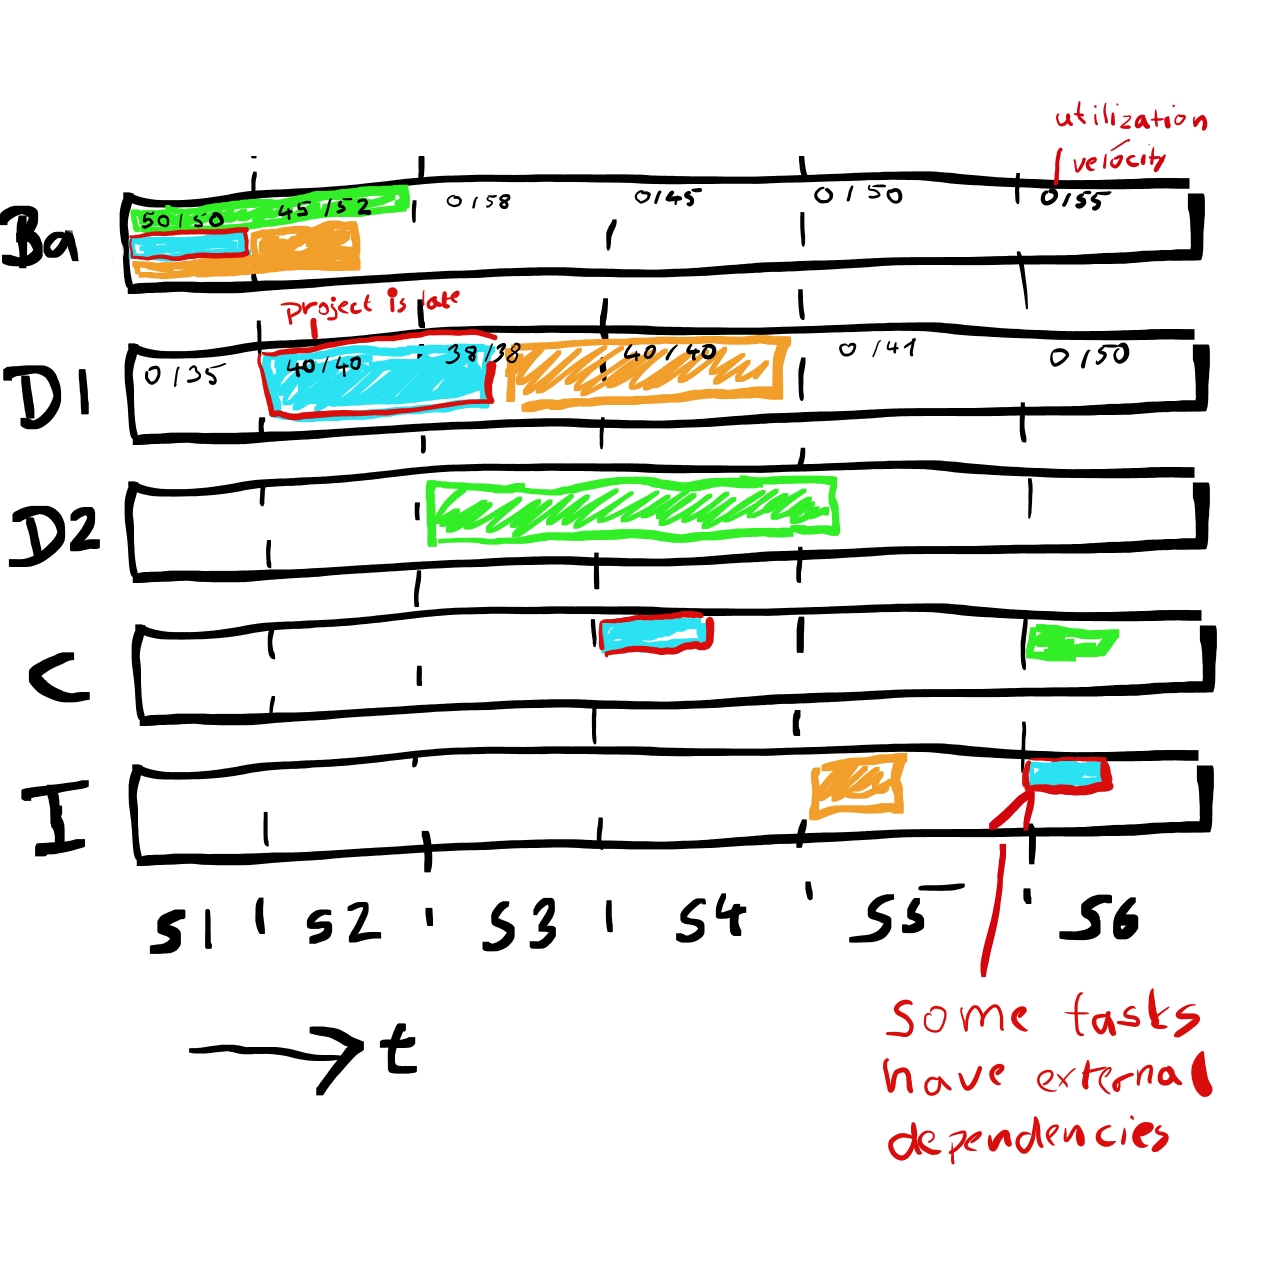 utilization
/ velocity
Ba 50/50 45/52 0/58 0/45 0/50 0/55
project is late
D1 0/35 40/40 38/38 40/40 0/41 0/50
D2
C
I
S1 S2 S3 S4 S5 S6
t
some tasks
have external
dependencies